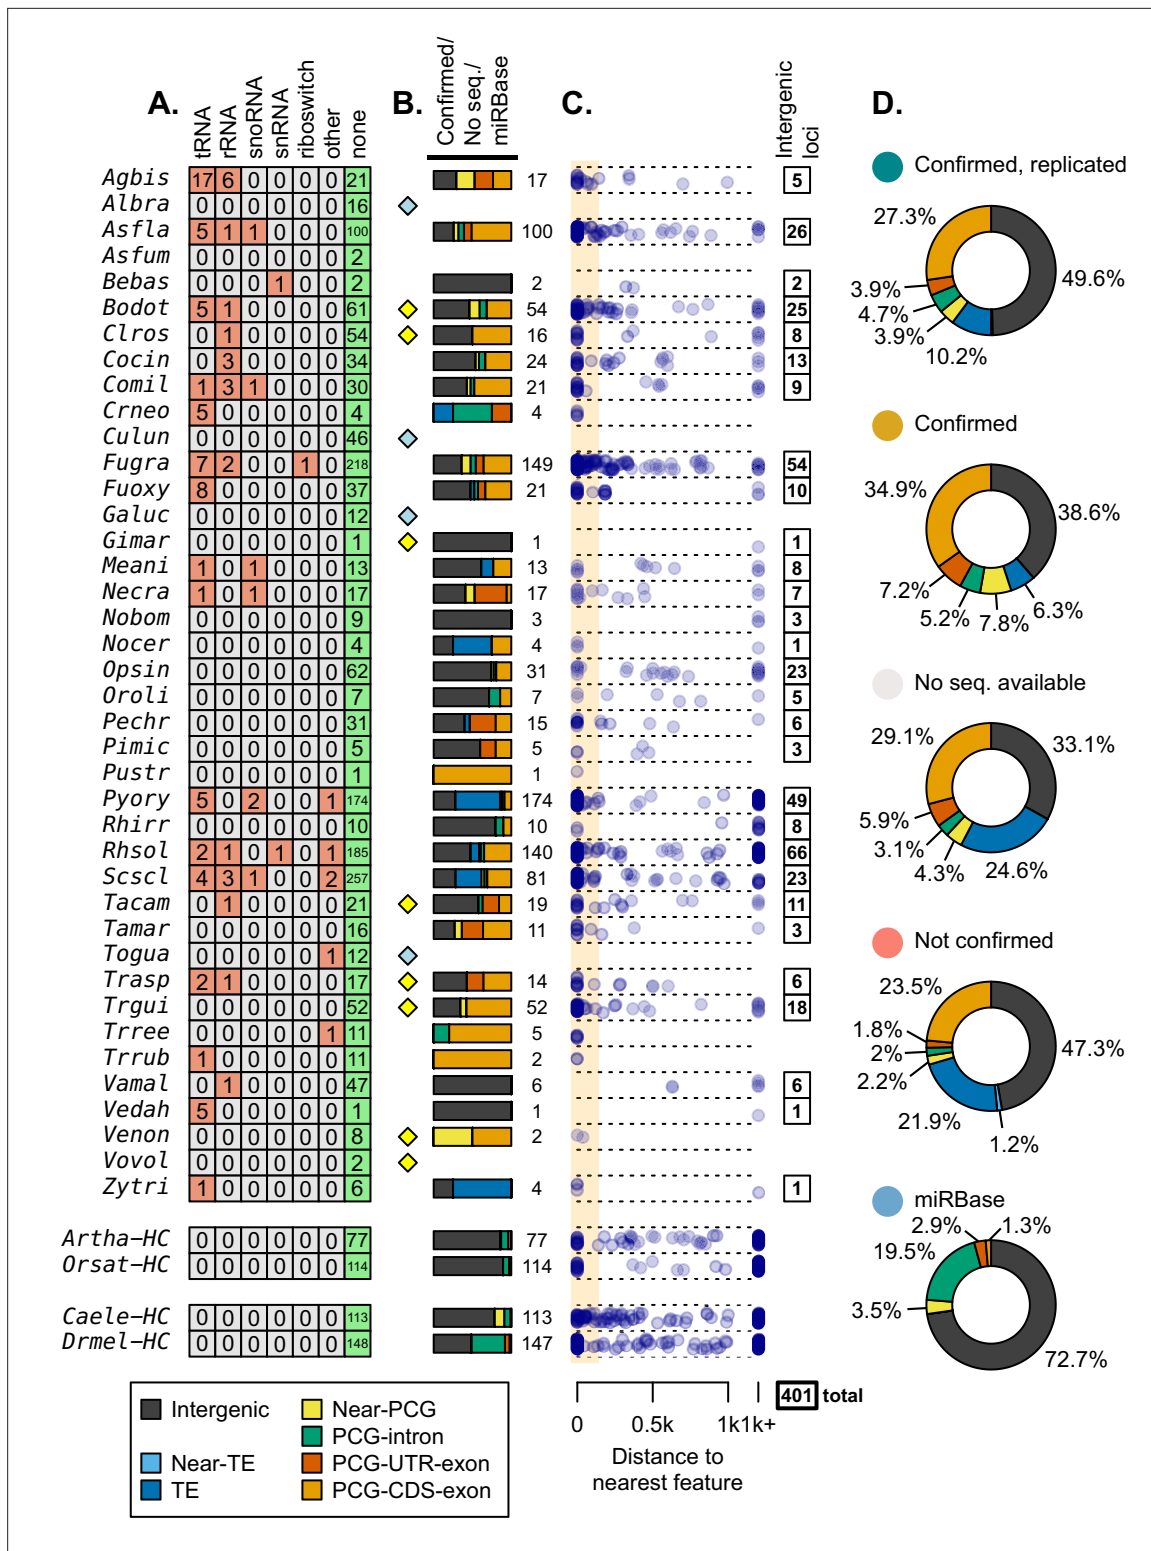 A.
tRNA
rRNA
snoRNA
snRNA
riboswitch
other
none
B.
Confirmed/
No seq./
miRBase
C.
Intergenic
loci
D.
Agbis 17 6 0 0 0 0 21 17 5
Albra 0 0 0 0 0 0 16
Asfla 5 1 1 0 0 0 100 100 26
Asfum 0 0 0 0 0 0 2
Bebas 0 0 0 1 0 0 2 2 2
Bodot 5 1 0 0 0 0 61 54 25
Clros 0 1 0 0 0 0 54 16 8
Cocin 0 3 0 0 0 0 34 24 13
Comil 1 3 1 0 0 0 30 21 9
Crneo 5 0 0 0 0 0 4 4
Culun 0 0 0 0 0 0 46
Fugra 7 2 0 0 1 0 218 149 54
Fuoxy 8 0 0 0 0 0 37 21 10
Galuc 0 0 0 0 0 0 12
Gimar 0 0 0 0 0 0 1 1 1
Meani 1 0 1 0 0 0 13 13 8
Necra 1 0 1 0 0 0 17 17 7
Nobom 0 0 0 0 0 0 9 3 3
Nocer 0 0 0 0 0 0 4 4 1
Opsin 0 0 0 0 0 0 62 31 23
Oroli 0 0 0 0 0 0 7 7 5
Pechr 0 0 0 0 0 0 31 15 6
Pimic 0 0 0 0 0 0 5 5 3
Pustr 0 0 0 0 0 0 1 1
Pyory 5 0 2 0 0 1 174 174 49
Rhirr 0 0 0 0 0 0 10 10 8
Rhsol 2 1 0 1 0 1 185 140 66
Scscl 4 3 1 0 0 2 257 81 23
Tacam 0 1 0 0 0 0 21 19 11
Tamar 0 0 0 0 0 0 16 11 3
Togua 0 0 0 0 0 1 12
Trasp 2 1 0 0 0 0 17 14 6
Trgui 0 0 0 0 0 0 52 52 18
Trree 0 0 0 0 0 1 11 5
Trrub 1 0 0 0 0 0 11 2
Vamal 0 1 0 0 0 0 47 6 6
Vedah 5 0 0 0 0 0 1 1 1
Venon 0 0 0 0 0 0 8 2
Vovol 0 0 0 0 0 0 2
Zytri 1 0 0 0 0 0 6 4 1
Artha-HC 0 0 0 0 0 0 77 77
Orsat-HC 0 0 0 0 0 0 114 114
Caele-HC 0 0 0 0 0 0 113 113
Drmel-HC 0 0 0 0 0 0 148 147
401 total
0 0.5k 1k 1k+
Distance to
nearest feature
Confirmed, replicated
27.3%
49.6%
3.9%
4.7%
3.9%
10.2%
Confirmed
34.9%
38.6%
7.2%
5.2%
7.8%
6.3%
No seq. available
29.1%
33.1%
5.9%
3.1%
4.3%
24.6%
Not confirmed
23.5%
1.8%
2%
2.2%
47.3%
21.9%
1.2%
miRBase
2.9%
1.3%
19.5%
3.5%
72.7%
Intergenic
Near-TE
TE
Near-PCG
PCG-intron
PCG-UTR-exon
PCG-CDS-exon